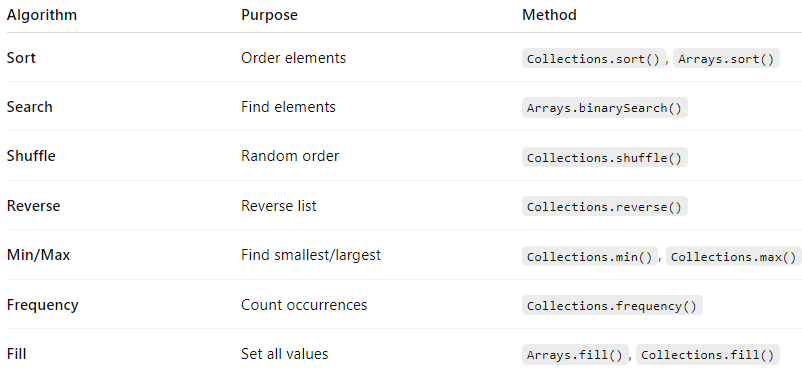 Algorithm Purpose Method
Sort Order elements Collections.sort(), Arrays.sort()
Search Find elements Arrays.binarySearch()
Shuffle Random order Collections.shuffle()
Reverse Reverse list Collections.reverse()
Min/Max Find smallest/largest Collections.min(), Collections.max()
Frequency Count occurrences Collections.frequency()
Fill Set all values Arrays.fill(), Collections.fill()